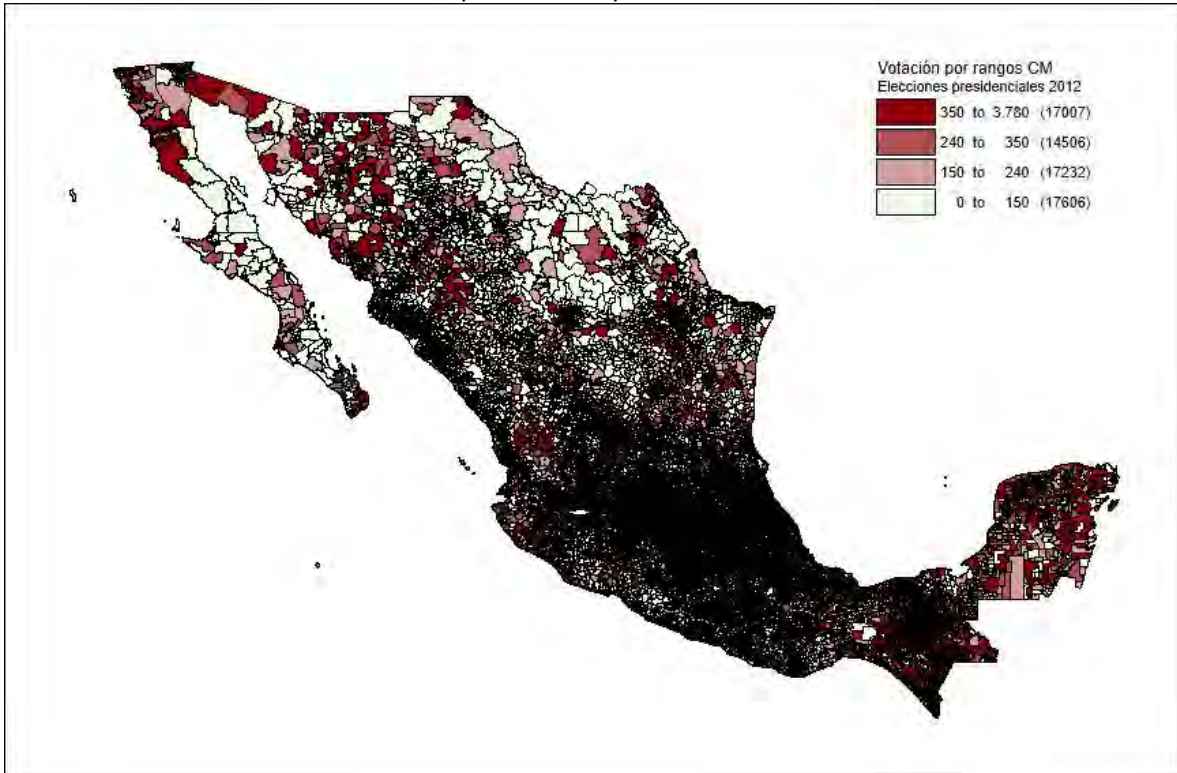 Votación por rangos CM
Elecciones presidenciales 2012
350 to 3.780 (17007)
240 to 350 (14506)
150 to 240 (17232)
0 to 150 (17606)